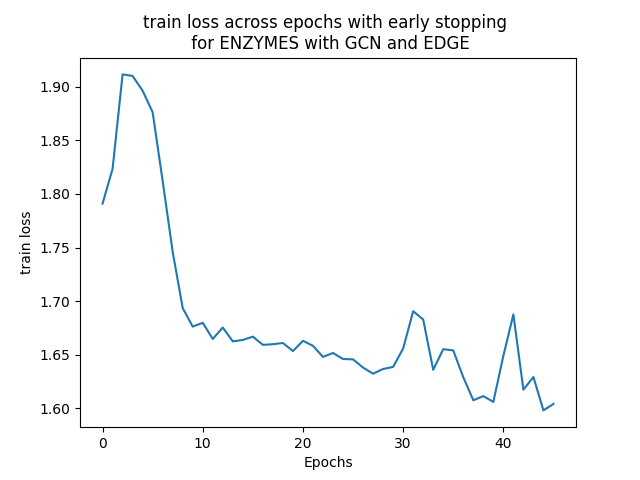 train loss across epochs with early stopping
for ENZYMES with GCN and EDGE
1.90
1.85
1.80
1.75
1.70
1.65
1.60
train loss
0 10 20 30 40
Epochs